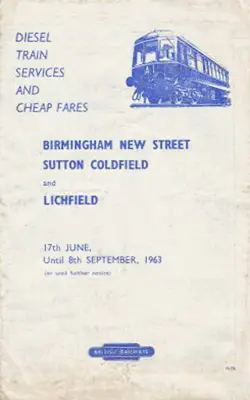 DIESEL
TRAIN
SERVICES
AND
CHEAP FARES
BIRMINGHAM NEW STREET
SUTTON COLDFIELD
and
LICHFIELD
17th JUNE,
Until 8th SEPTEMBER, 1963
(or until further notice)
BRITISH RAILWAYS